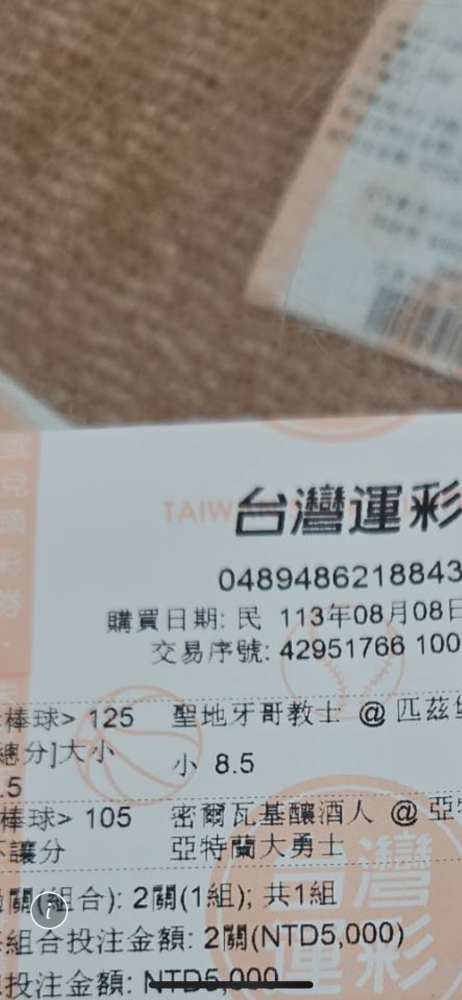 台灣運彩
0489486218843
購買日期: 民 113年08月08日
交易序號: 42951766 100
棒球> 125 聖地牙哥教士 @ 匹茲堡
總分]大小
小 8.5
.5
棒球> 105 密爾瓦基釀酒人 @ 亞特
不讓分 亞特蘭大勇士
過關(組合): 2關(1組); 共1組
組合投注金額: 2關(NTD5,000)
投注金額: NTD5,000